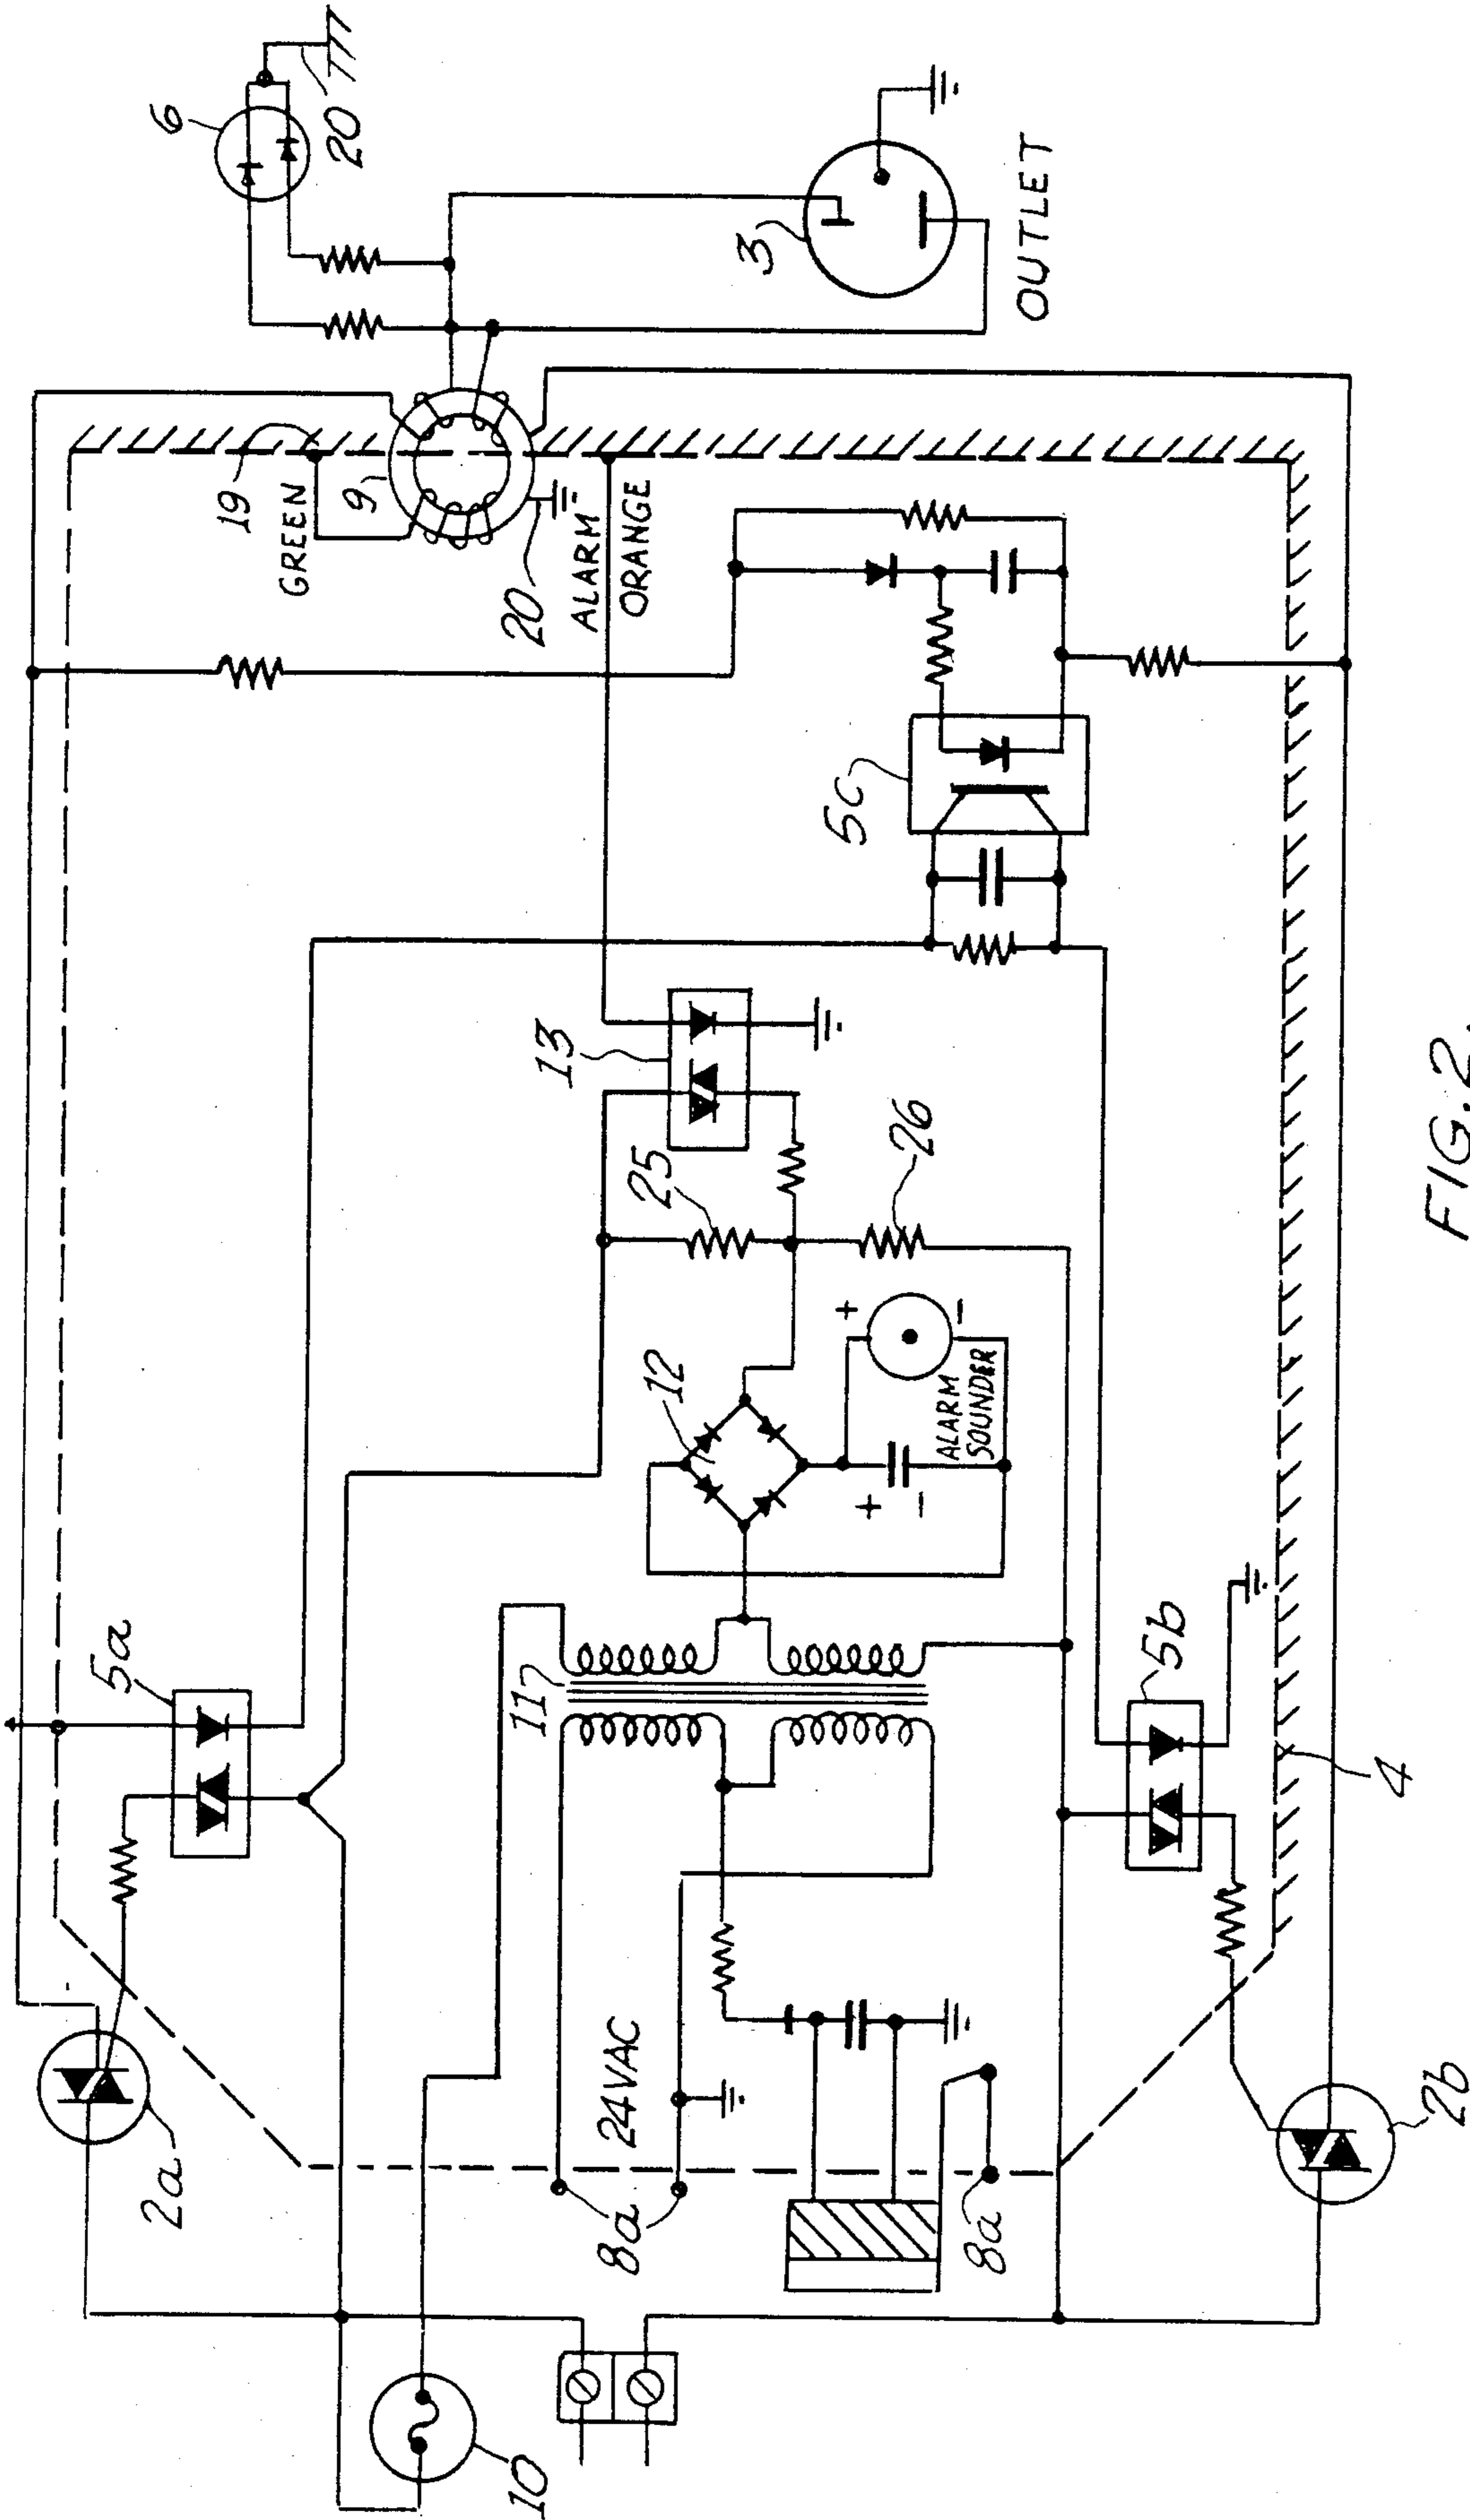 6
20
3
OUTLET
19
GREEN
9
20
ALARM
ORANGE
5c
13
25
26
12
+
-
ALARM
SOUNDER
+
-
5a
11
5b
4
2a
24VAC
8a
8a
2b
10
FIG. 2.